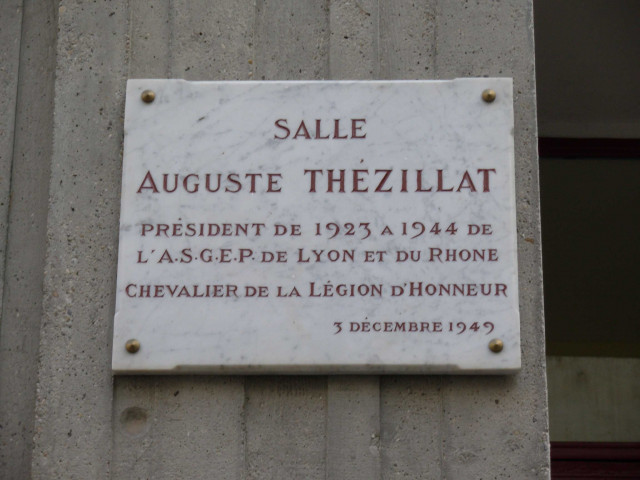 SALLE
AUGUSTE THÉZILLAT
PRÉSIDENT DE 1923 A 1944 DE
L'A.S.G.E.P. DE LYON ET DU RHONE
CHEVALIER DE LA LÉGION D'HONNEUR
3 DÉCEMBRE 1949